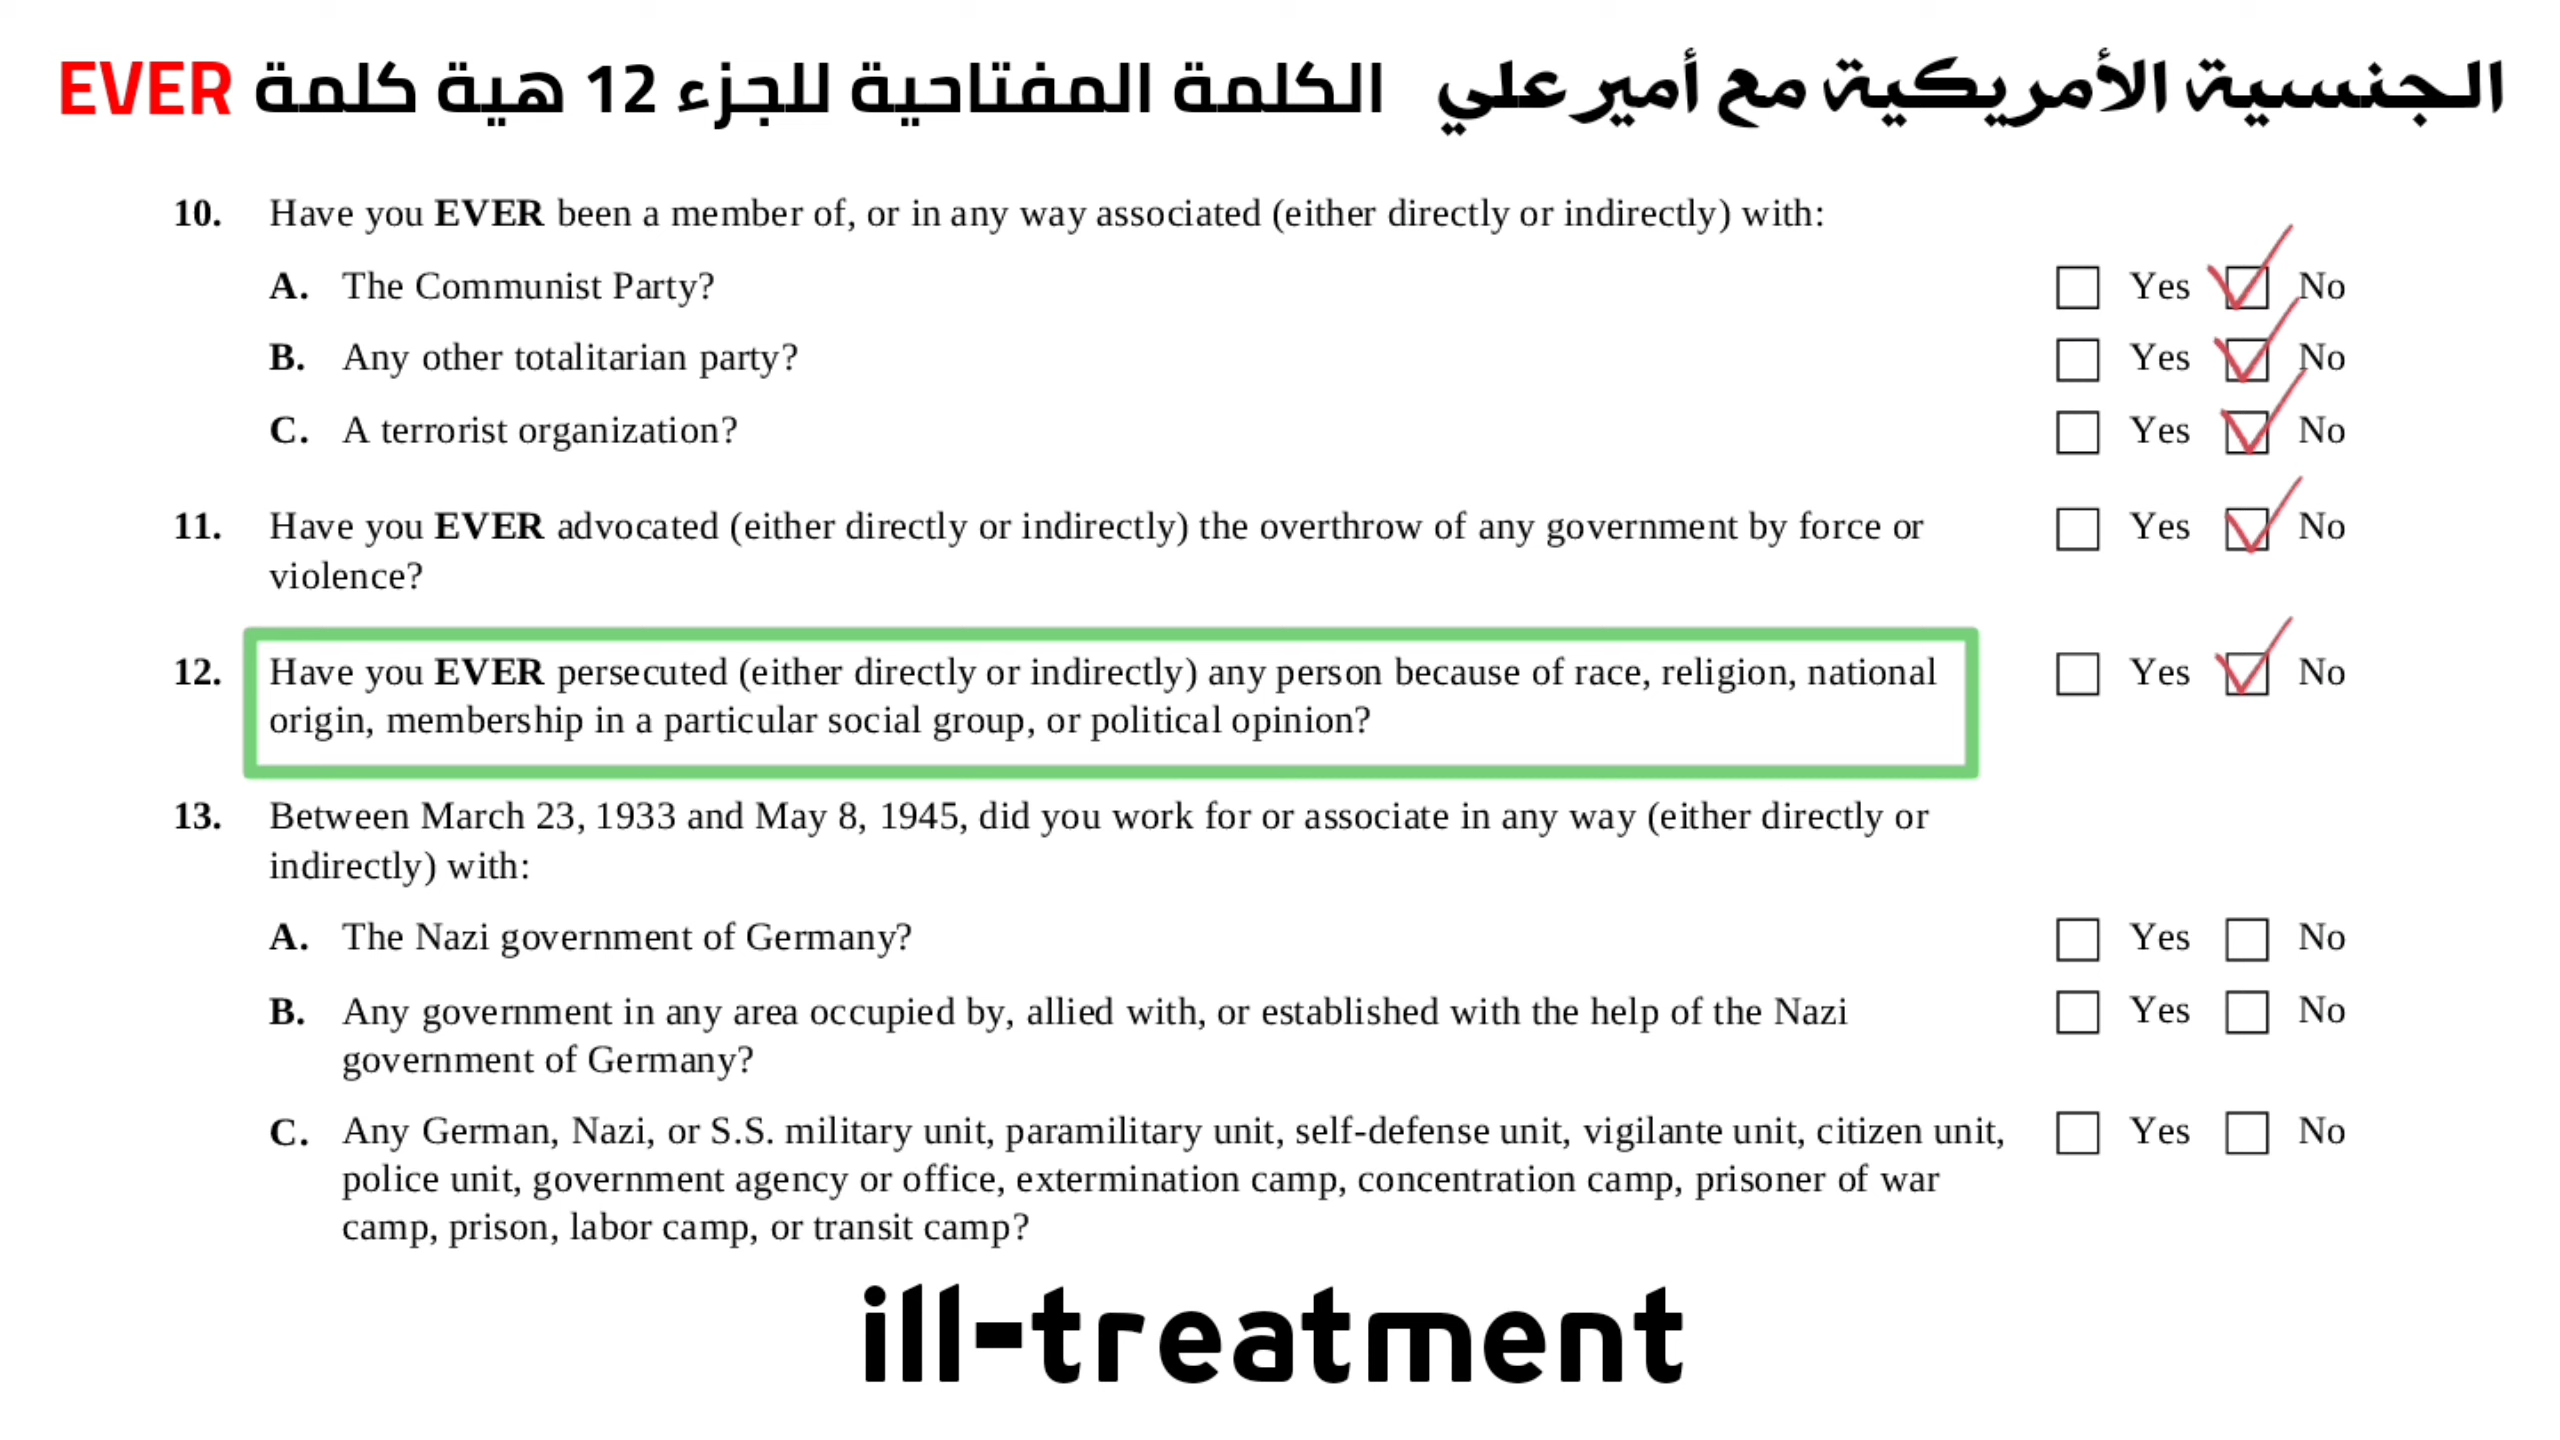 الجنسية الأمريكية مع أمير علي الكلمة المفتاحية للجزء 12 هية كلمة EVER
10. Have you EVER been a member of, or in any way associated (either directly or indirectly) with:
A. The Communist Party? Yes No
B. Any other totalitarian party? Yes No
C. A terrorist organization? Yes No
11. Have you EVER advocated (either directly or indirectly) the overthrow of any government by force or Yes No
violence?
12. Have you EVER persecuted (either directly or indirectly) any person because of race, religion, national Yes No
origin, membership in a particular social group, or political opinion?
13. Between March 23, 1933 and May 8, 1945, did you work for or associate in any way (either directly or
indirectly) with:
A. The Nazi government of Germany? Yes No
B. Any government in any area occupied by, allied with, or established with the help of the Nazi Yes No
government of Germany?
C. Any German, Nazi, or S.S. military unit, paramilitary unit, self-defense unit, vigilante unit, citizen unit, Yes No
police unit, government agency or office, extermination camp, concentration camp, prisoner of war
camp, prison, labor camp, or transit camp?
ill-treatment